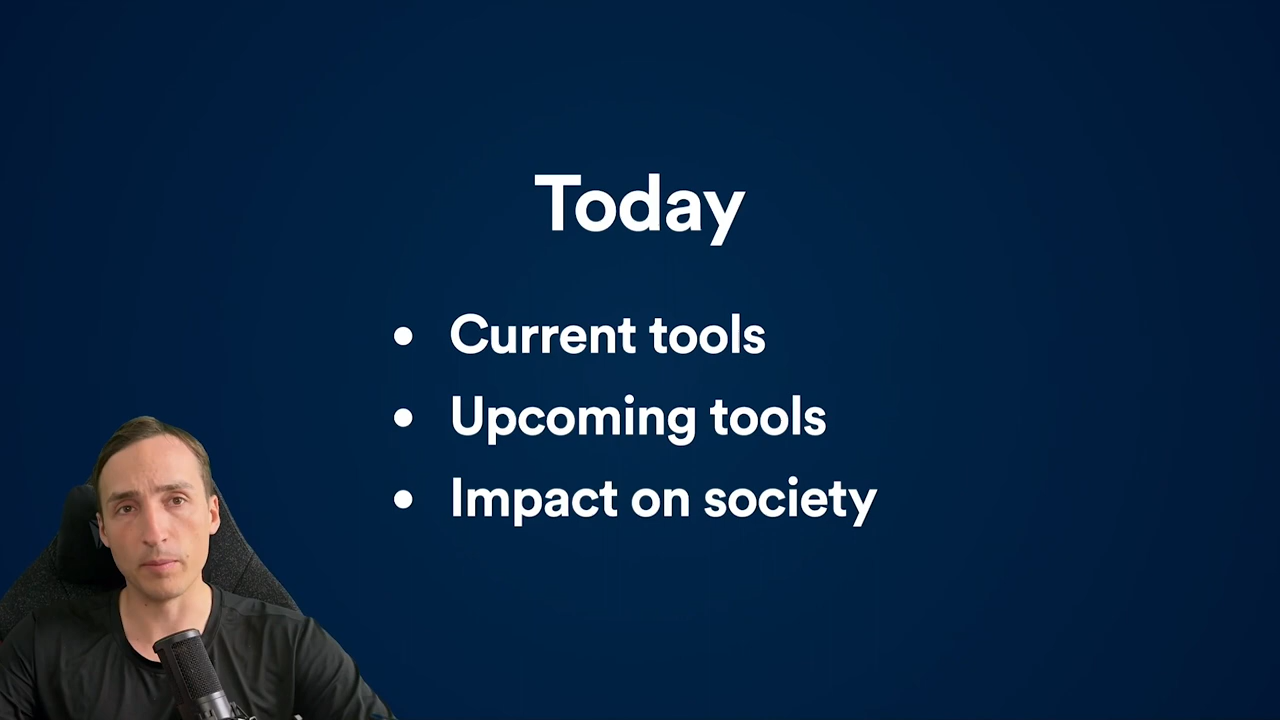 Today
• Current tools
• Upcoming tools
• Impact on society